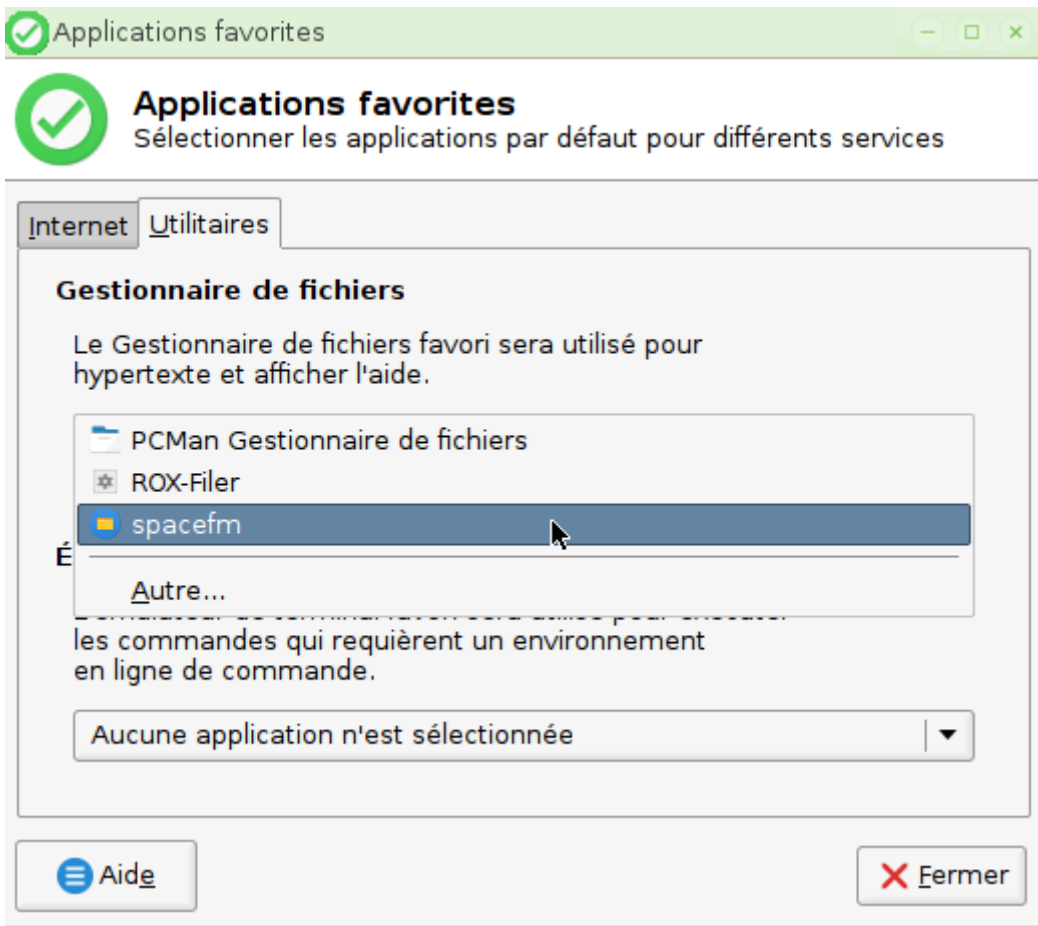 Applications favorites
Applications favorites
Sélectionner les applications par défaut pour différents services
Internet
Utilitaires
Gestionnaire de fichiers
Le Gestionnaire de fichiers favori sera utilisé pour
hypertexte et afficher l'aide.
PCMan Gestionnaire de fichiers
ROX-Filer
spacefm
É
Autre...
les commandes qui requièrent un environnement
en ligne de commande.
Aucune application n'est sélectionnée
Aide
Fermer